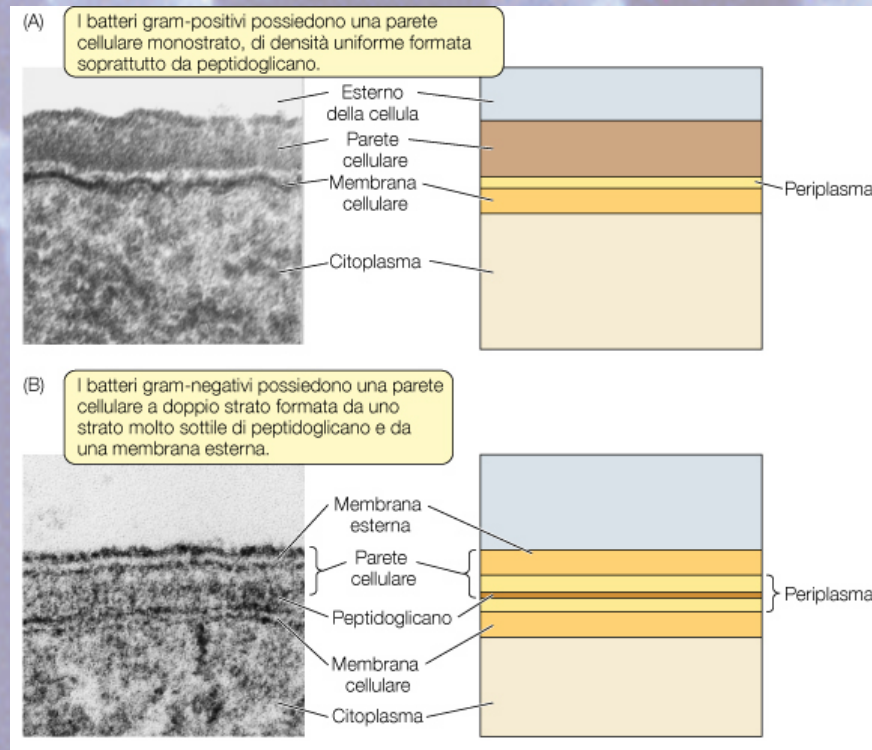 (A)
I batteri gram-positivi possiedono una parete
cellulare monostrato, di densità uniforme formata
soprattutto da peptidoglicano.
Esterno
della cellula
Parete
cellulare
Membrana
cellulare
Periplasma
Citoplasma
(B)
I batteri gram-negativi possiedono una parete
cellulare a doppio strato formata da uno
strato molto sottile di peptidoglicano e da
una membrana esterna.
Membrana
esterna
Parete
cellulare
Periplasma
Peptidoglicano
Membrana
cellulare
Citoplasma